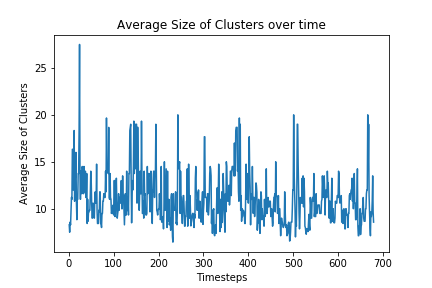 Average Size of Clusters over time
Average Size of Clusters
25
20
15
10
0 100 200 300 400 500 600 700
Timesteps